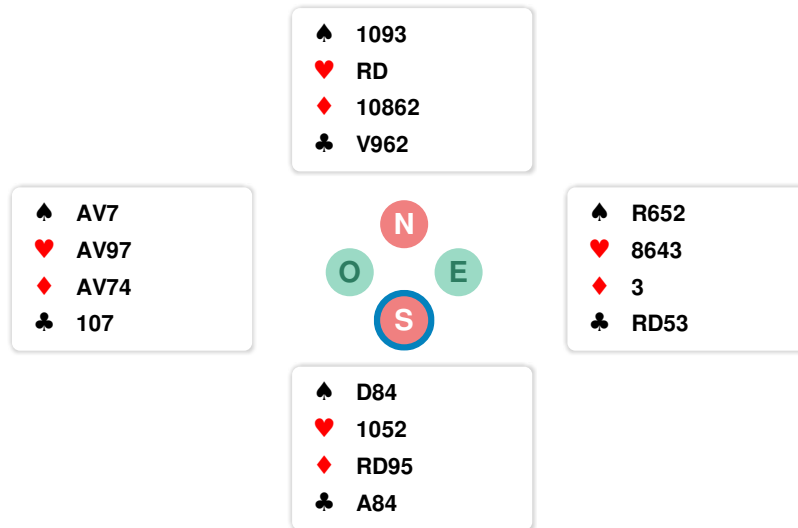 ♠ 1093
♥ RD
♦ 10862
♣ V962
♠ AV7
♥ AV97
♦ AV74
♣ 107
N
O E
S
♠ R652
♥ 8643
♦ 3
♣ RD53
♠ D84
♥ 1052
♦ RD95
♣ A84